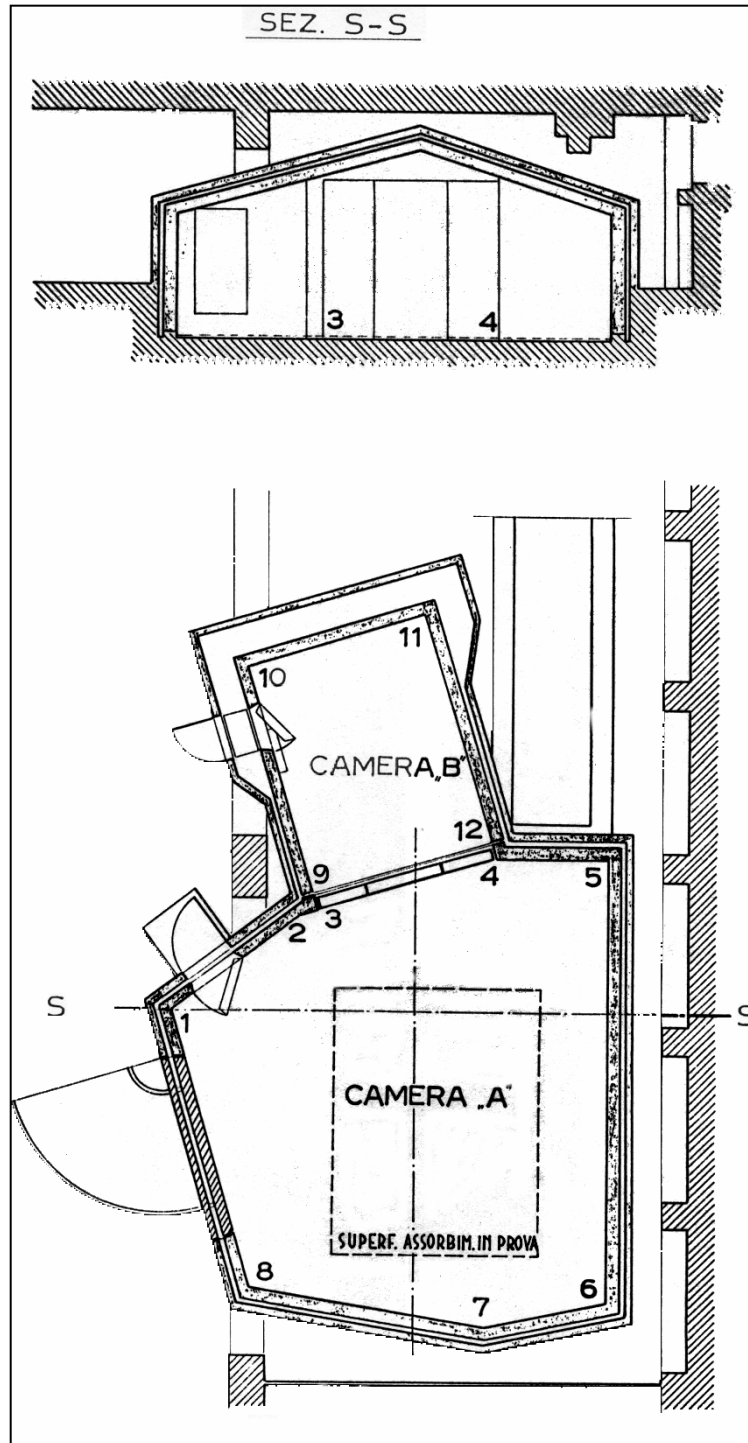 SEZ. S-S
3 4
11
10
CAMERA „B"
12
9
4 5
3
2
S S
1
CAMERA „A"
SUPERF. ASSORBIM. IN PROVA
8
6
7